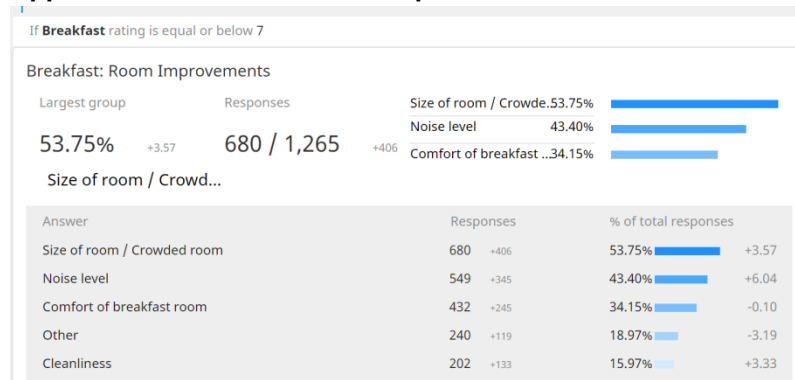 If Breakfast rating is equal or below 7
Breakfast: Room Improvements
Largest group Responses
53.75% +3.57 680 / 1,265 +406
Size of room / Crowd...
Size of room / Crowde.53.75%
Noise level 43.40%
Comfort of breakfast ..34.15%
Answer Responses % of total responses
Size of room / Crowded room 680 +406 53.75% +3.57
Noise level 549 +345 43.40% +6.04
Comfort of breakfast room 432 +245 34.15% -0.10
Other 240 +119 18.97% -3.19
Cleanliness 202 +133 15.97% +3.33